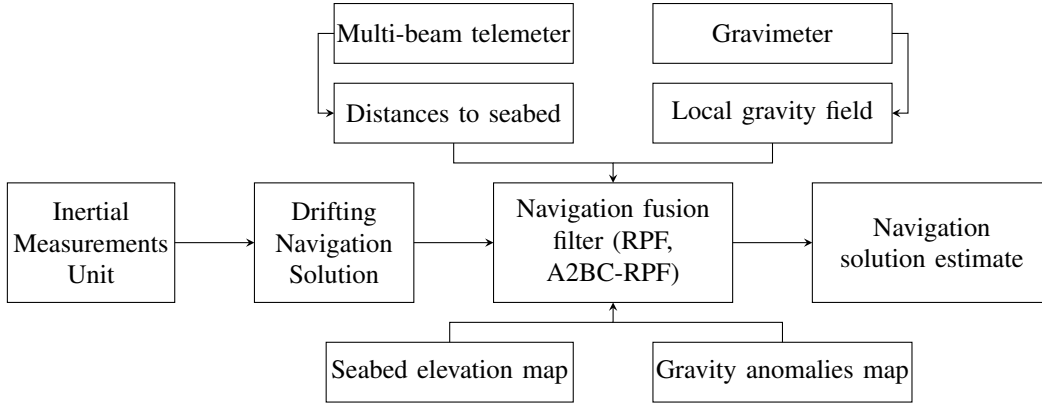 Multi-beam telemeter
Gravimeter
Distances to seabed
Local gravity field
Inertial
Measurements
Unit
Drifting
Navigation
Solution
Navigation fusion
filter (RPF,
A2BC-RPF)
Navigation
solution estimate
Seabed elevation map
Gravity anomalies map